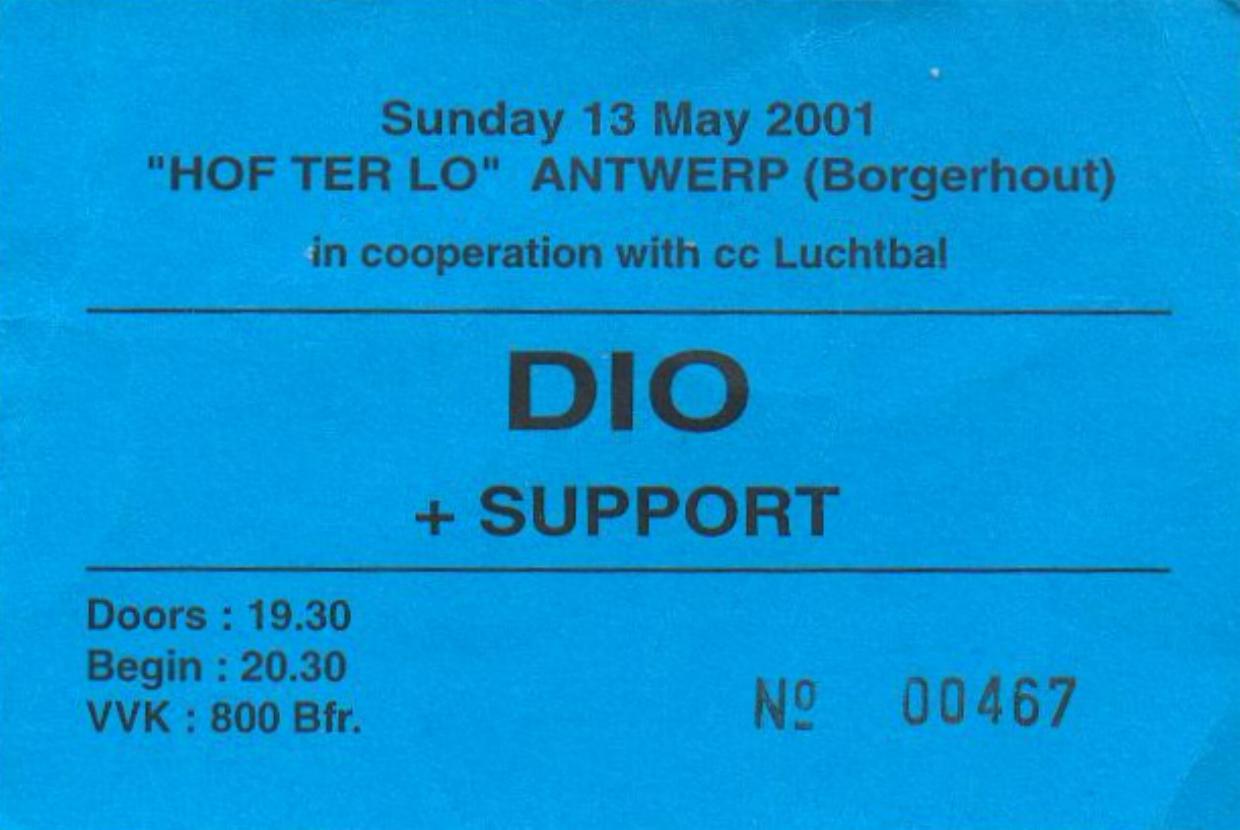 Sunday 13 May 2001
"HOF TER LO" ANTWERP (Borgerhout)
in cooperation with cc Luchtbal
DIO
+ SUPPORT
Doors : 19.30
Begin : 20.30
VVK : 800 Bfr.
Nº 00467